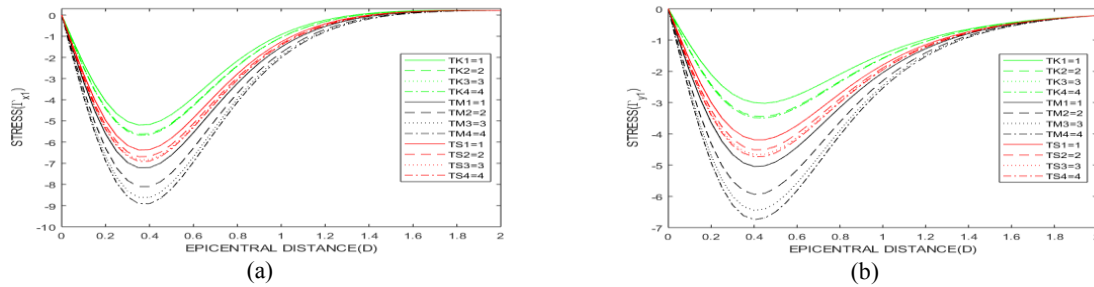 0
-1
-2
-3
-4
-5
-6
-7
-8
-9
-10
STRESS(Γx1)
0 0.2 0.4 0.6 0.8 1 1.2 1.4 1.6 1.8 2
EPICENTRAL DISTANCE(D)
TK1=1
TK2=2
TK3=3
TK4=4
TM1=1
TM2=2
TM3=3
TM4=4
TS1=1
TS2=2
TS3=3
TS4=4
(a)
0
-1
-2
-3
-4
-5
-6
-7
STRESS(Γy1)
0 0.2 0.4 0.6 0.8 1 1.2 1.4 1.6 1.8 2
EPICENTRAL DISTANCE(D)
TK1=1
TK2=2
TK3=3
TK4=4
TM1=1
TM2=2
TM3=3
TM4=4
TS1=1
TS2=2
TS3=3
TS4=4
(b)